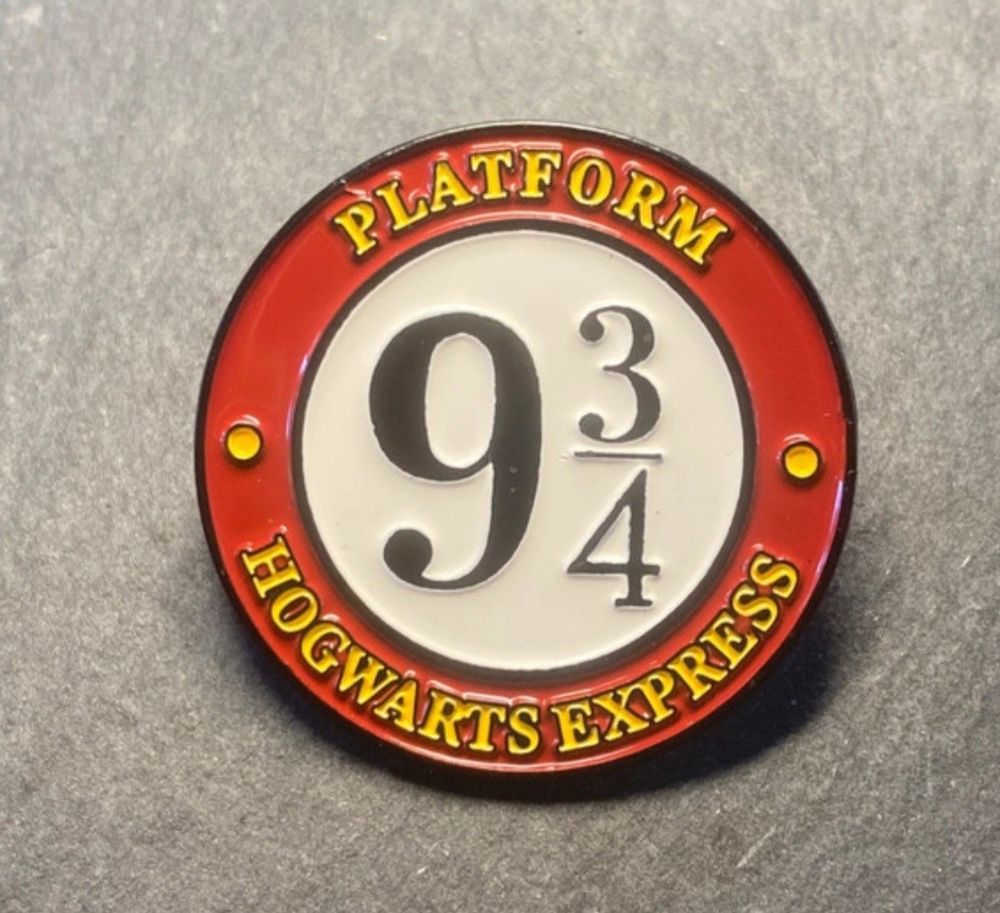 PLATFORM
9 3/4
HOGWARTS EXPRESS